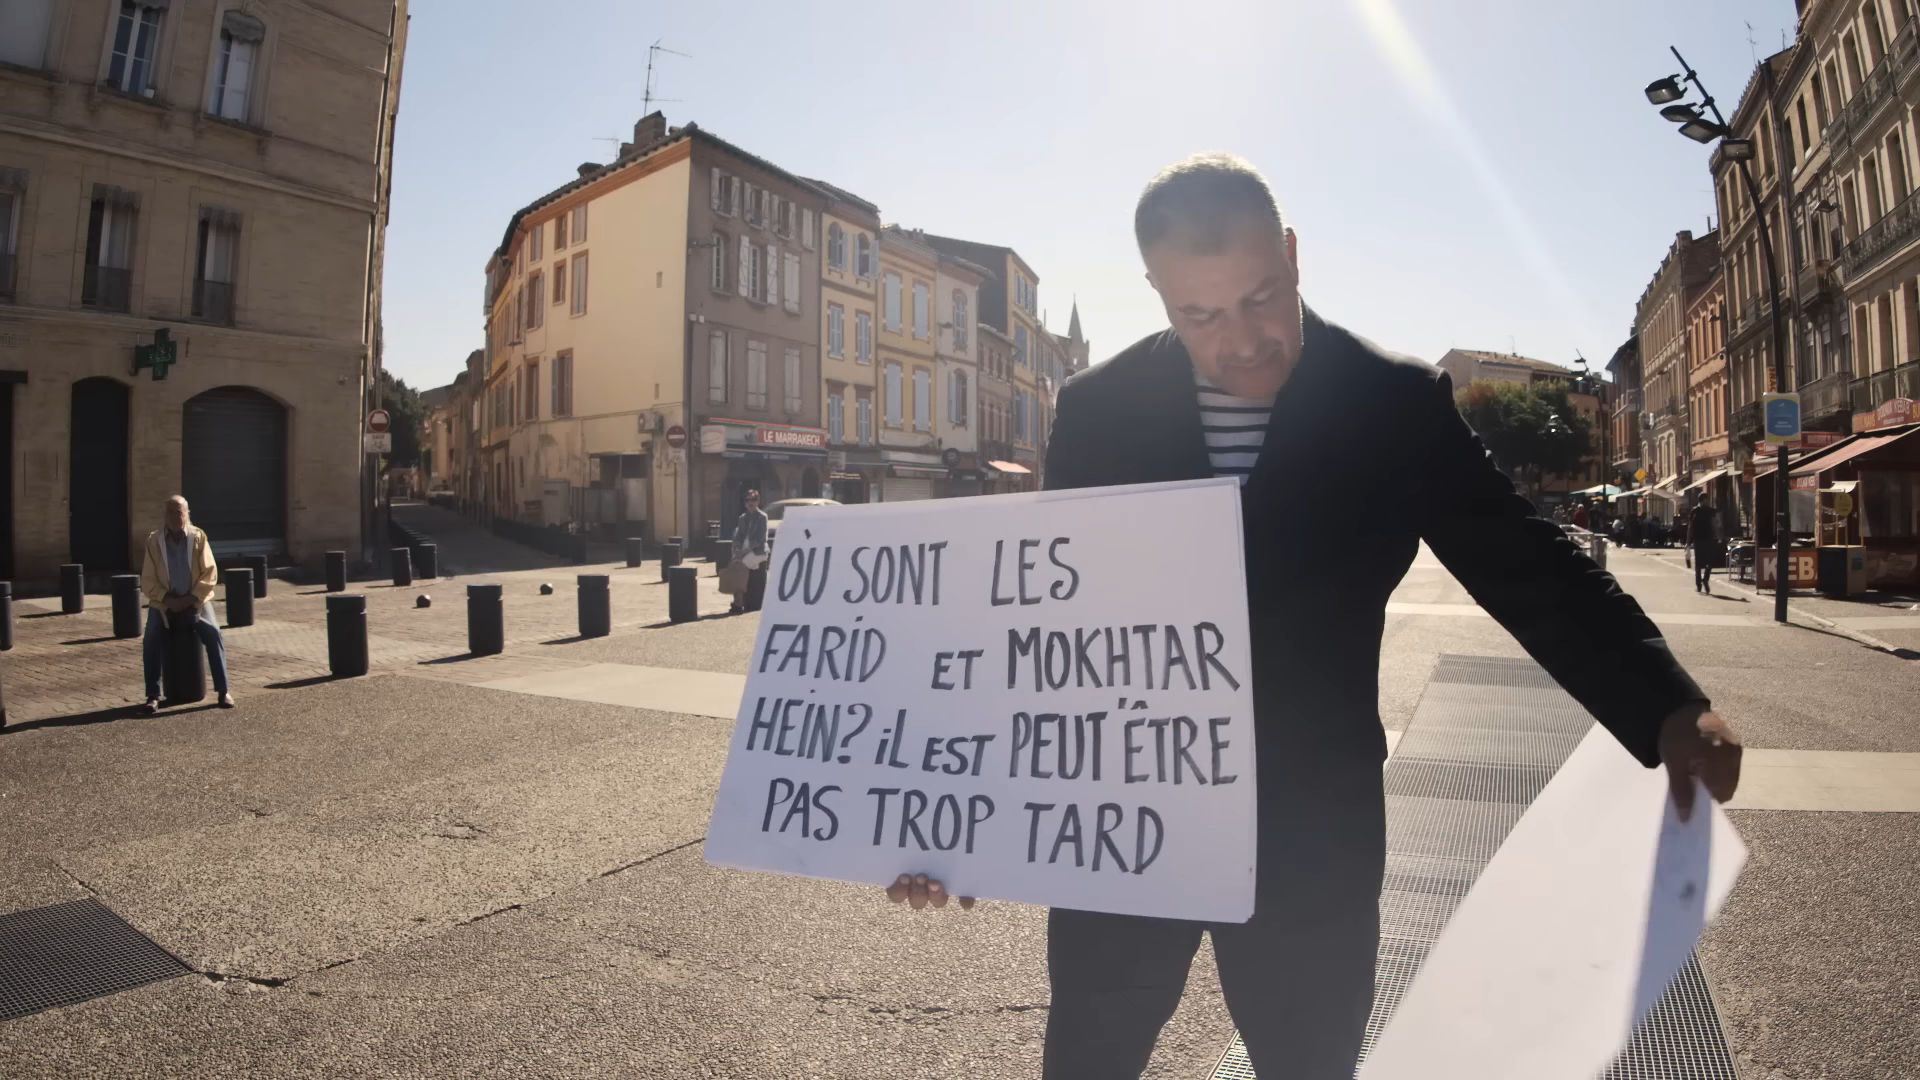 OÙ SONT LES
FARID ET MOKHTAR
HEIN? IL EST PEUT'ÊTRE
PAS TROP TARD
LE MARRAKECH
KEB